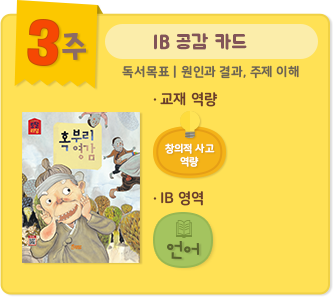 3주
IB 공감 카드
독서목표 | 원인과 결과, 주제 이해
· 교재 역량
창의적 사고
역량
혹부리
영감
· IB 영역
언어